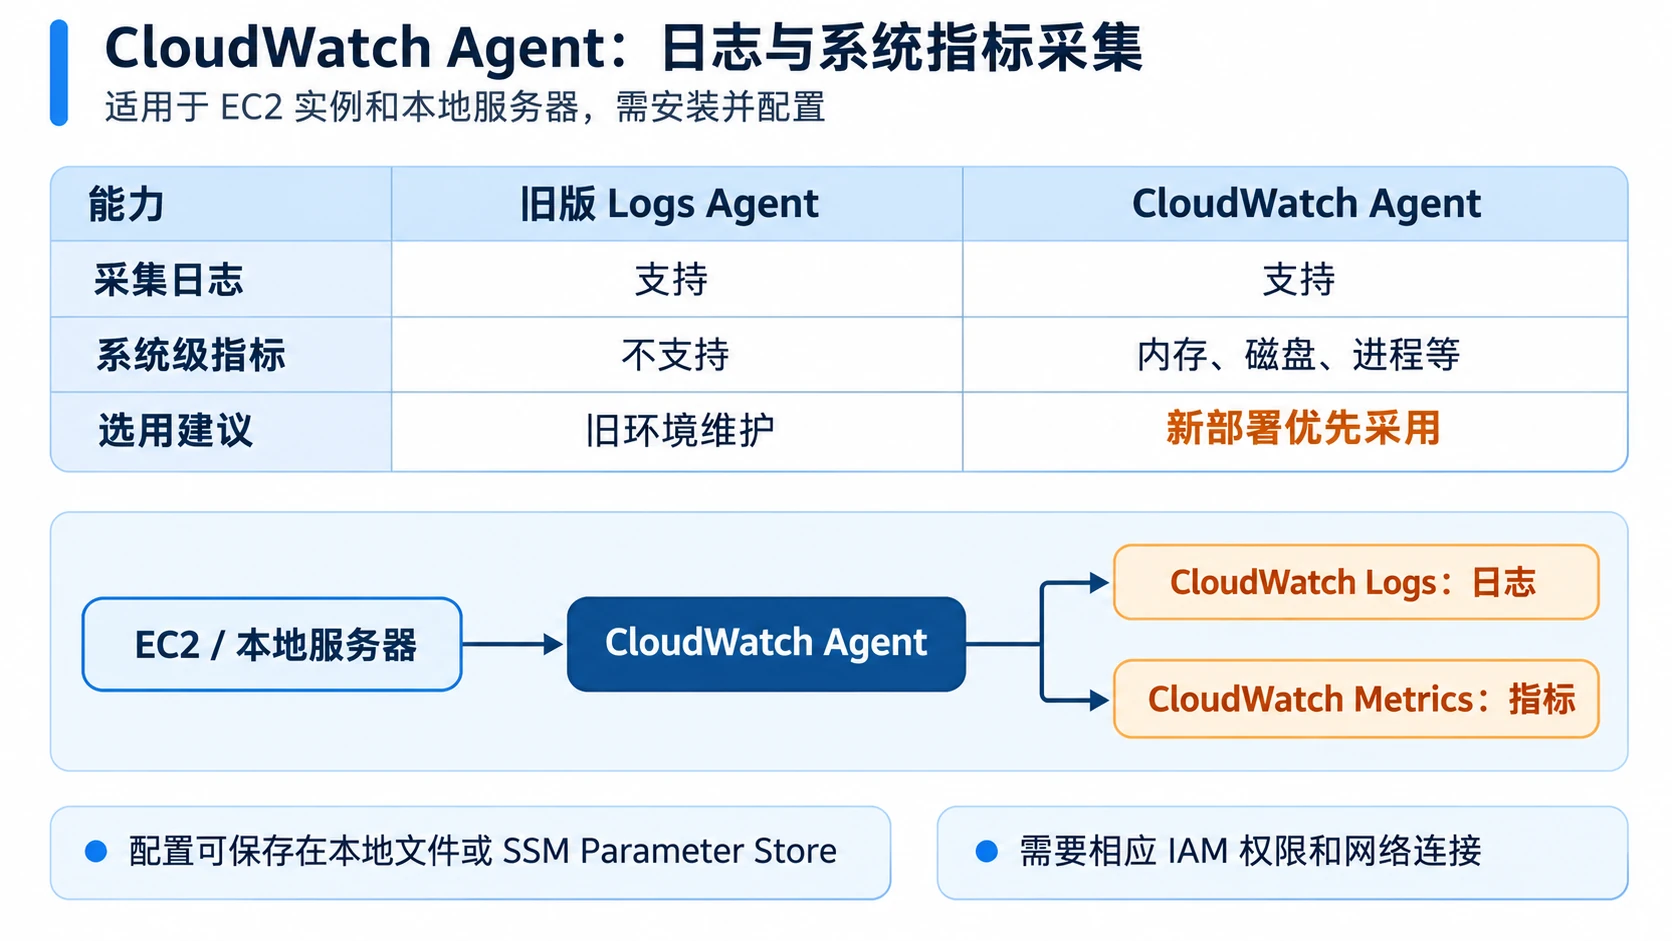 CloudWatch Agent：日志与系统指标采集
适用于 EC2 实例和本地服务器，需安装并配置
能力 旧版 Logs Agent CloudWatch Agent
采集日志 支持 支持
系统级指标 不支持 内存、磁盘、进程等
选用建议 旧环境维护 新部署优先采用
CloudWatch Logs：日志
EC2 / 本地服务器 CloudWatch Agent
CloudWatch Metrics：指标
配置可保存在本地文件或 SSM Parameter Store
需要相应 IAM 权限和网络连接